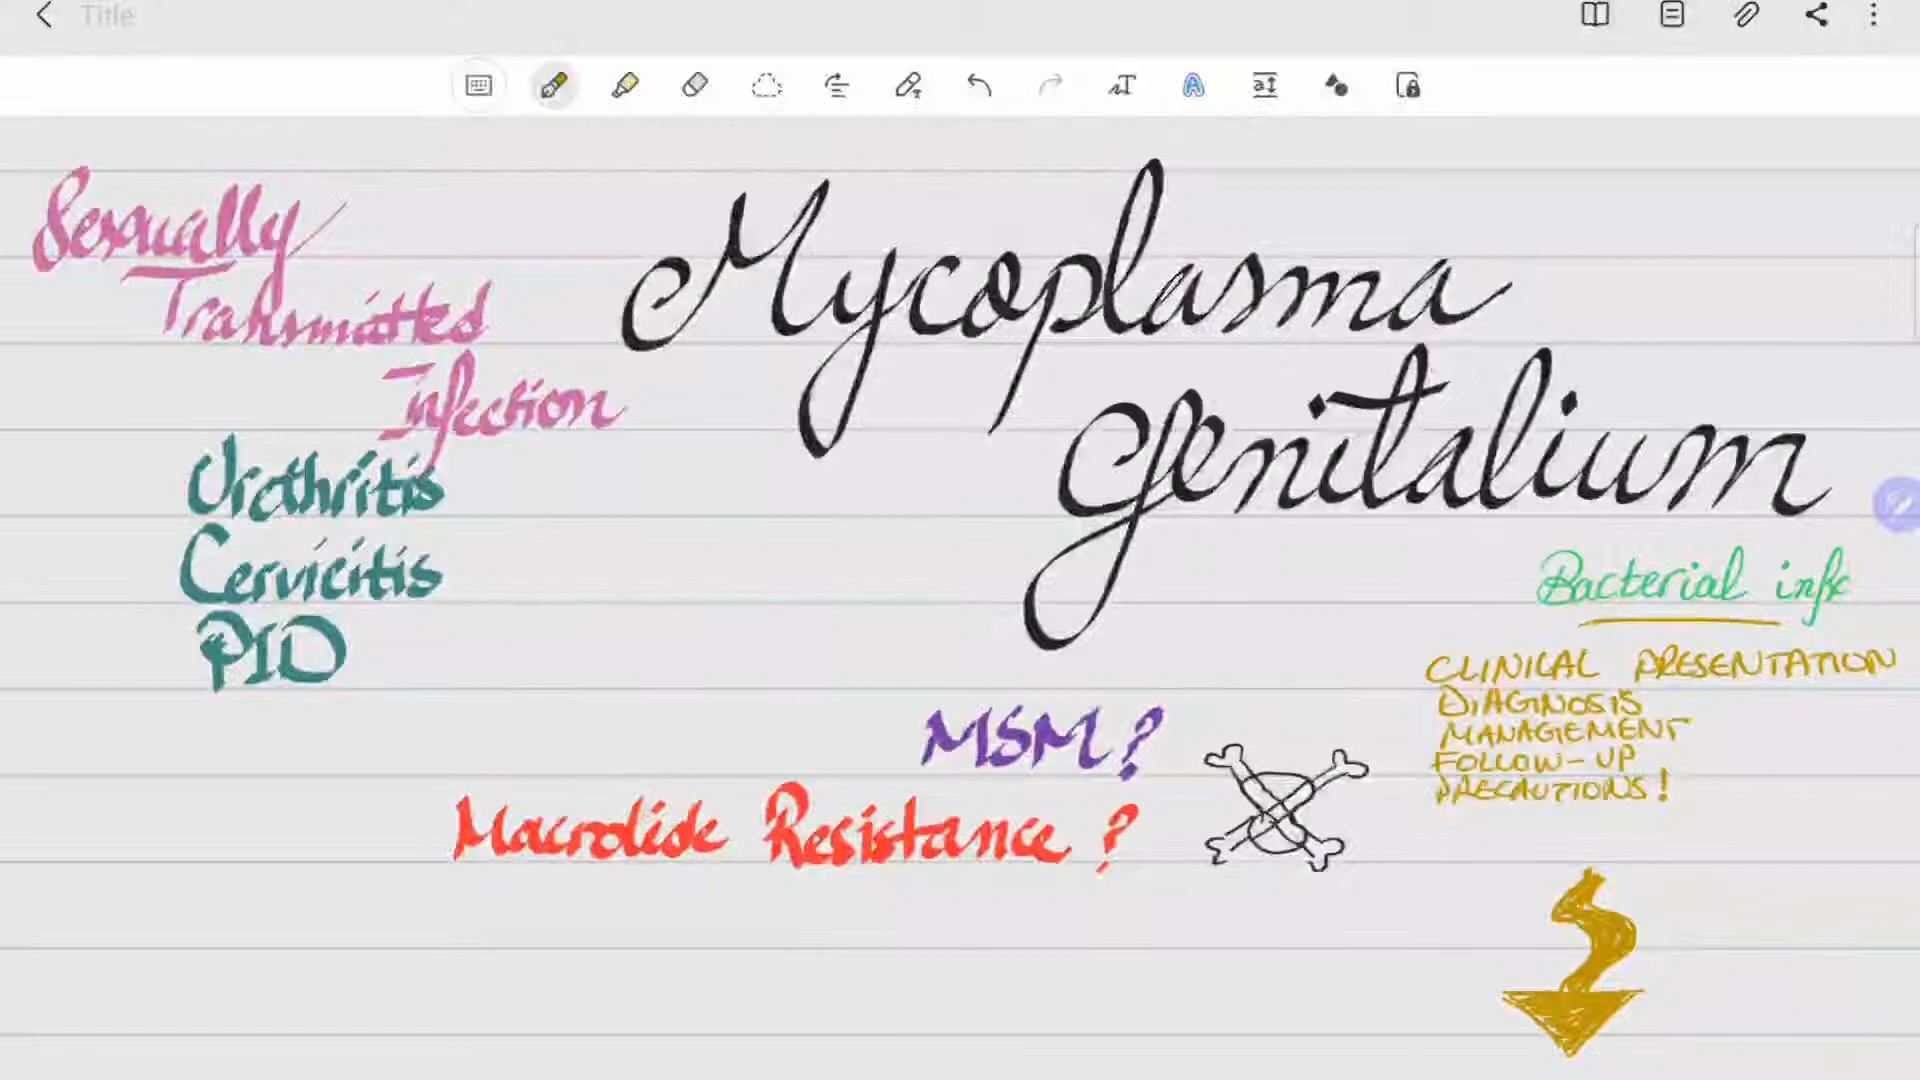 Title
Sexually
Transmitted
Infection
Mycoplasma
genitalium
Urethritis
Cervicitis
PID
Bacterial infc
CLINICAL PRESENTATION
DIAGNOSIS
MANAGEMENT
FOLLOW-UP
PRECAUTIONS!
MSM?
Macrolide Resistance?